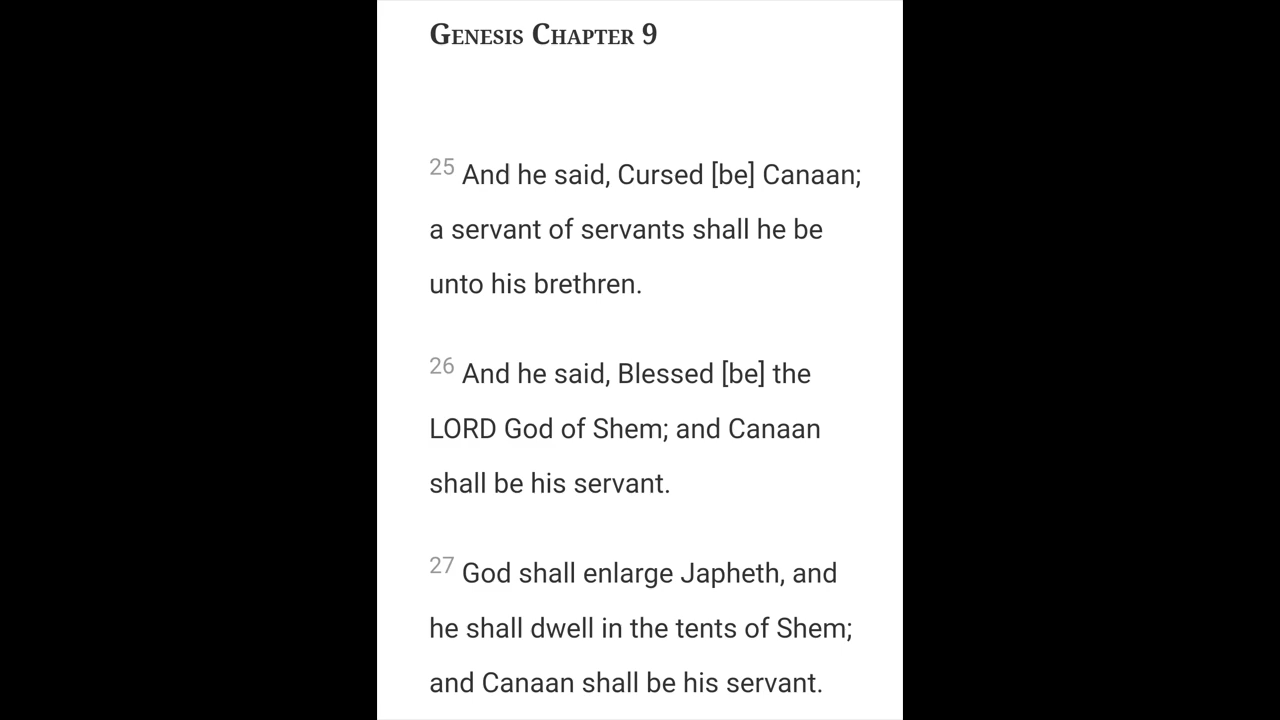 Genesis Chapter 9
25 And he said, Cursed [be] Canaan;
a servant of servants shall he be
unto his brethren.
26 And he said, Blessed [be] the
LORD God of Shem; and Canaan
shall be his servant.
27 God shall enlarge Japheth, and
he shall dwell in the tents of Shem;
and Canaan shall be his servant.